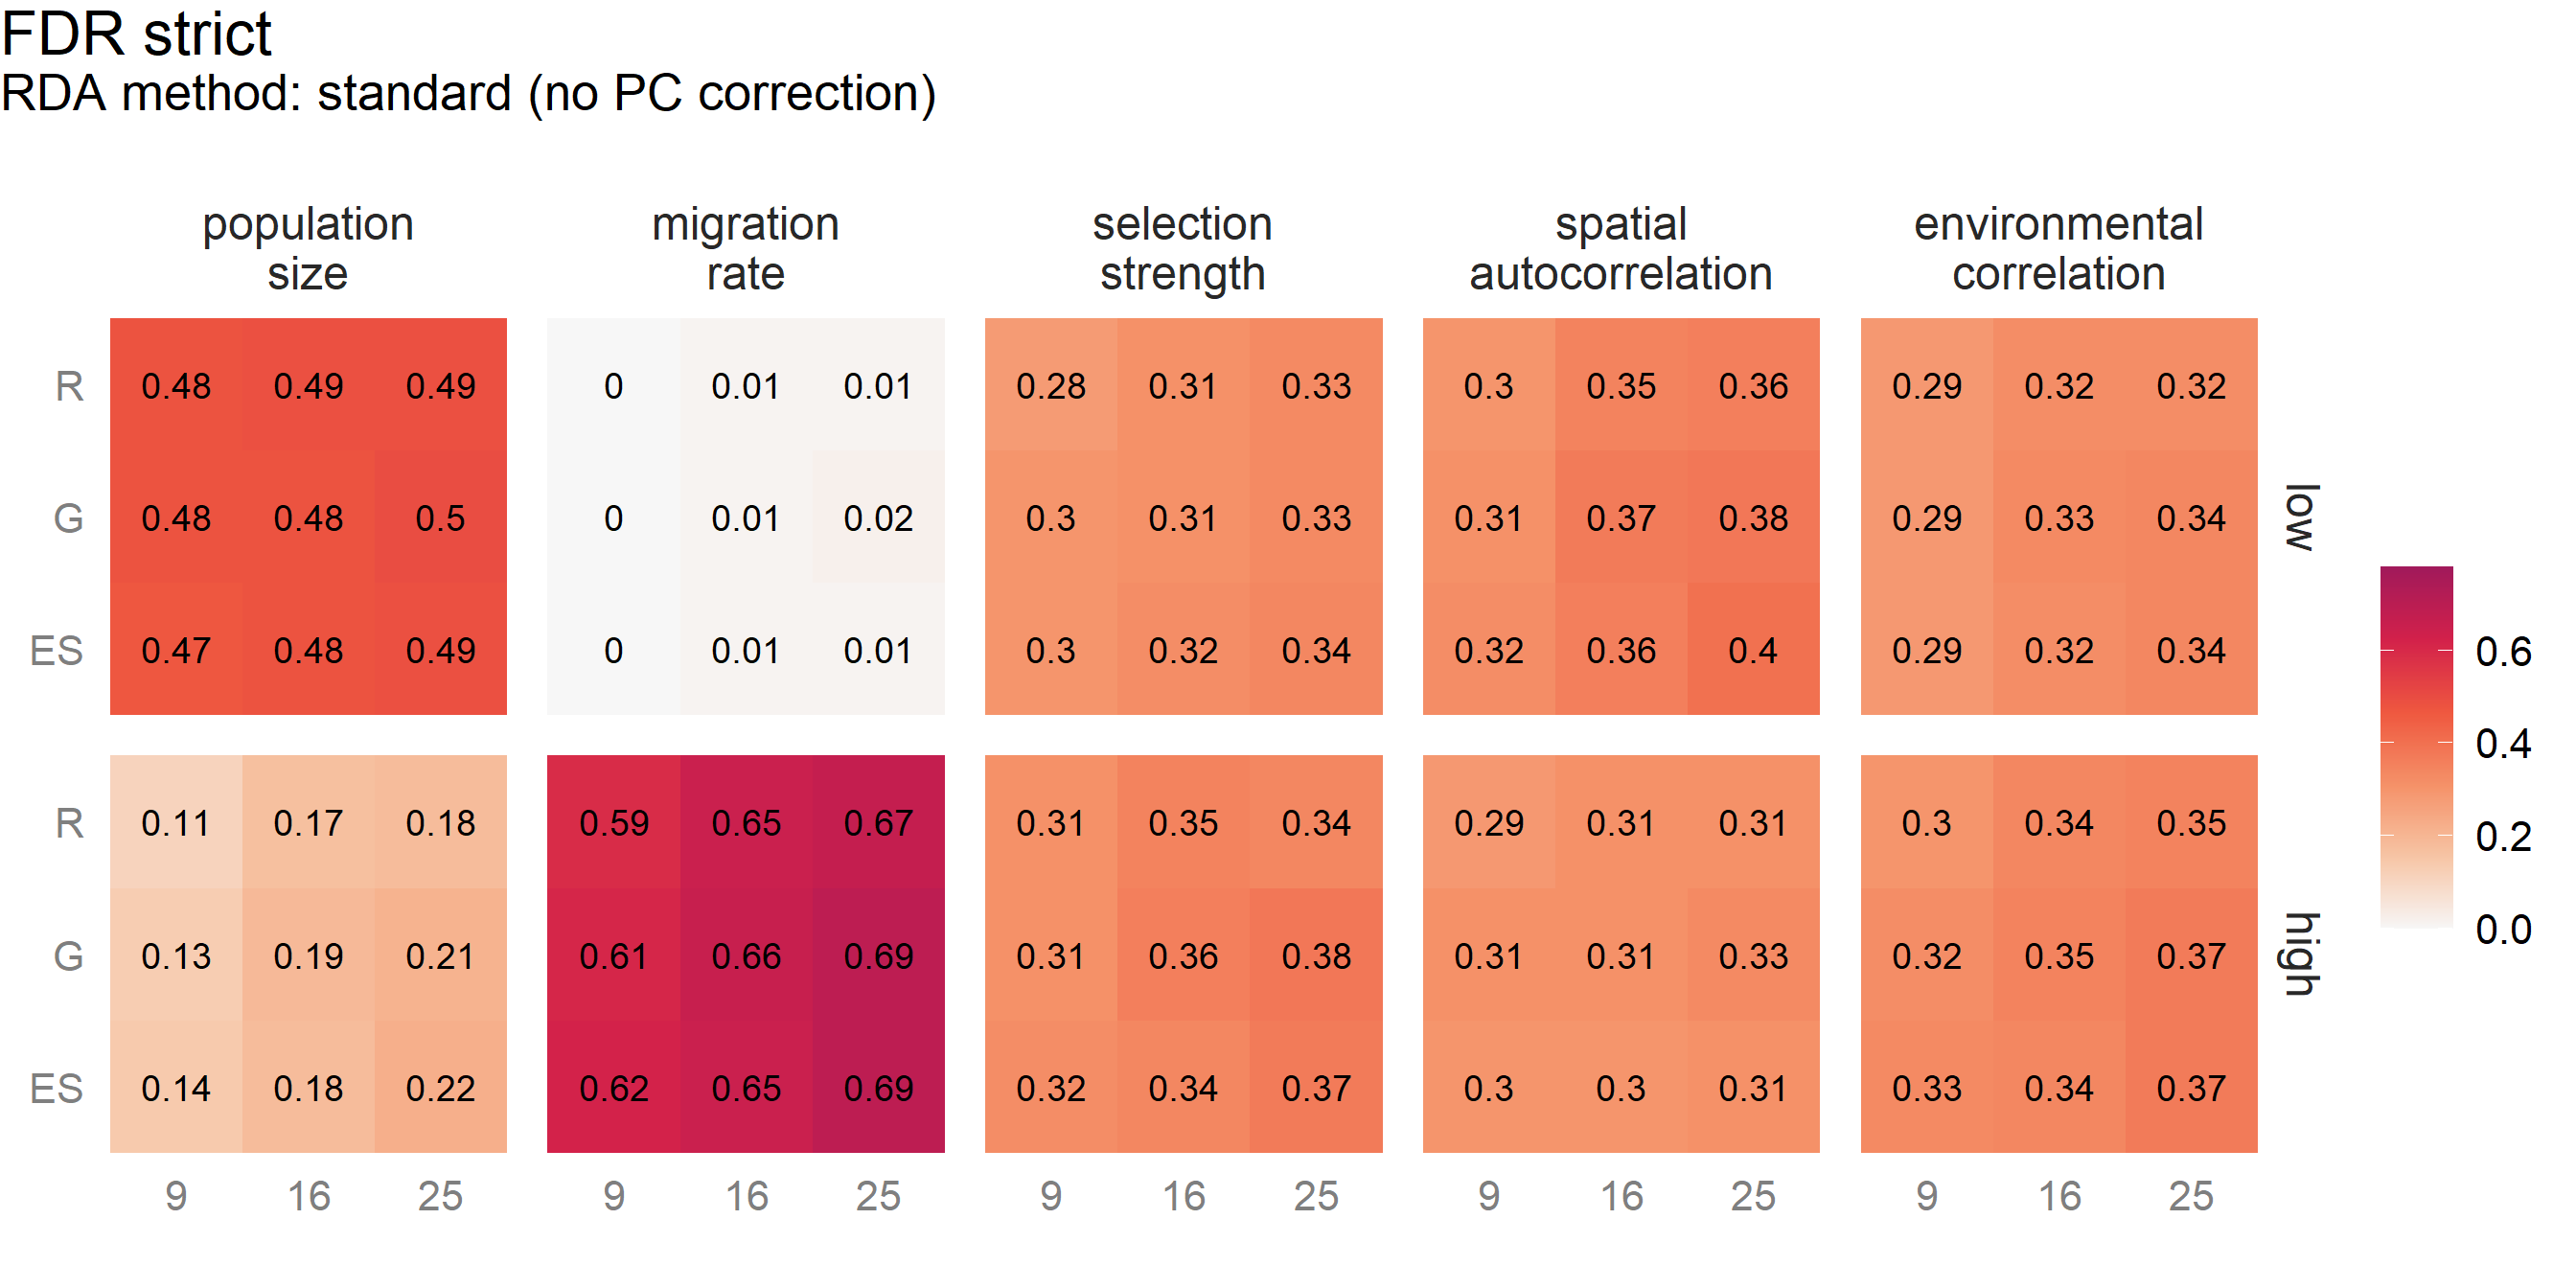 FDR strict
RDA method: standard (no PC correction)
population size
migration rate
selection strength
spatial autocorrelation
environmental correlation
R 0.48 0.49 0.49 0 0.01 0.01 0.28 0.31 0.33 0.3 0.35 0.36 0.29 0.32 0.32
G 0.48 0.48 0.5 0 0.01 0.02 0.3 0.31 0.33 0.31 0.37 0.38 0.29 0.33 0.34
ES 0.47 0.48 0.49 0 0.01 0.01 0.3 0.32 0.34 0.32 0.36 0.4 0.29 0.32 0.34
low
R 0.11 0.17 0.18 0.59 0.65 0.67 0.31 0.35 0.34 0.29 0.31 0.31 0.3 0.34 0.35
G 0.13 0.19 0.21 0.61 0.66 0.69 0.31 0.36 0.38 0.31 0.31 0.33 0.32 0.35 0.37
ES 0.14 0.18 0.22 0.62 0.65 0.69 0.32 0.34 0.37 0.3 0.3 0.31 0.33 0.34 0.37
high
9 16 25 9 16 25 9 16 25 9 16 25 9 16 25
0.6
0.4
0.2
0.0